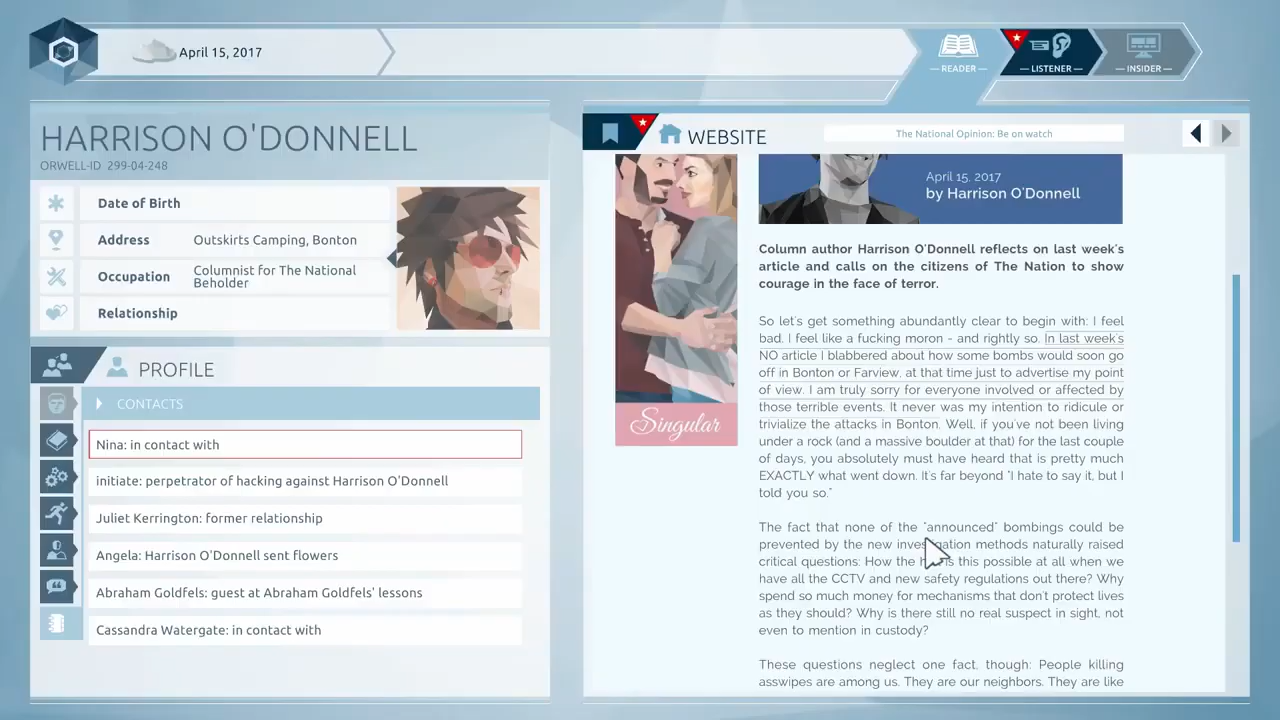 April 15, 2017
READER
LISTENER
INSIDER
HARRISON O'DONNELL
ORWELL-ID 299-04-248
Date of Birth
Address Outskirts Camping, Bonton
Occupation Columnist for The National
Beholder
Relationship
PROFILE
CONTACTS
Nina: in contact with
initiate: perpetrator of hacking against Harrison O'Donnell
Juliet Kerrington: former relationship
Angela: Harrison O'Donnell sent flowers
Abraham Goldfels: guest at Abraham Goldfels' lessons
Cassandra Watergate: in contact with
WEBSITE
The National Opinion: Be on watch
Singular
April 15, 2017
by Harrison O'Donnell
Column author Harrison O'Donnell reflects on last week's
article and calls on the citizens of The Nation to show
courage in the face of terror.
So let's get something abundantly clear to begin with: I feel
bad. I feel like a fucking moron - and rightly so. In last week's
NO article I blabbered about how some bombs would soon go
off in Bonton or Farview, at that time just to advertise my point
of view. I am truly sorry for everyone involved or affected by
those terrible events. It never was my intention to ridicule or
trivialize the attacks in Bonton. Well, if you've not been living
under a rock (and a massive boulder at that) for the last couple
of days, you absolutely must have heard that is pretty much
EXACTLY what went down. It's far beyond "I hate to say it, but I
told you so."
The fact that none of the "announced" bombings could be
prevented by the new investigation methods naturally raised
critical questions: How the is this possible at all when we
have all the CCTV and new safety regulations out there? Why
spend so much money for mechanisms that don't protect lives
as they should? Why is there still no real suspect in sight, not
even to mention in custody?
These questions neglect one fact, though: People killing
asswipes are among us. They are our neighbors. They are like